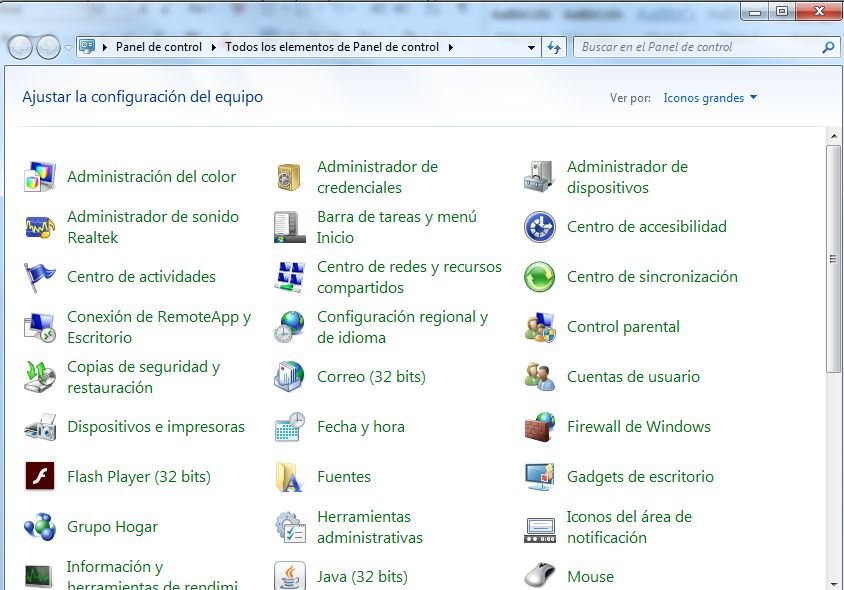 Panel de control
Todos los elementos de Panel de control
Buscar en el Panel de control
Ajustar la configuración del equipo
Ver por:
Iconos grandes
Administración del color
Administrador de
credenciales
Administrador de
dispositivos
Administrador de sonido
Realtek
Barra de tareas y menú
Inicio
Centro de accesibilidad
Centro de actividades
Centro de redes y recursos
compartidos
Centro de sincronización
Conexión de RemoteApp y
Escritorio
Configuración regional y
de idioma
Control parental
Copias de seguridad y
restauración
Correo (32 bits)
Cuentas de usuario
Dispositivos e impresoras
Fecha y hora
Firewall de Windows
Flash Player (32 bits)
Fuentes
Gadgets de escritorio
Grupo Hogar
Herramientas
administrativas
Iconos del área de
notificación
Información y
herramientas de rendimi
Java (32 bits)
Mouse